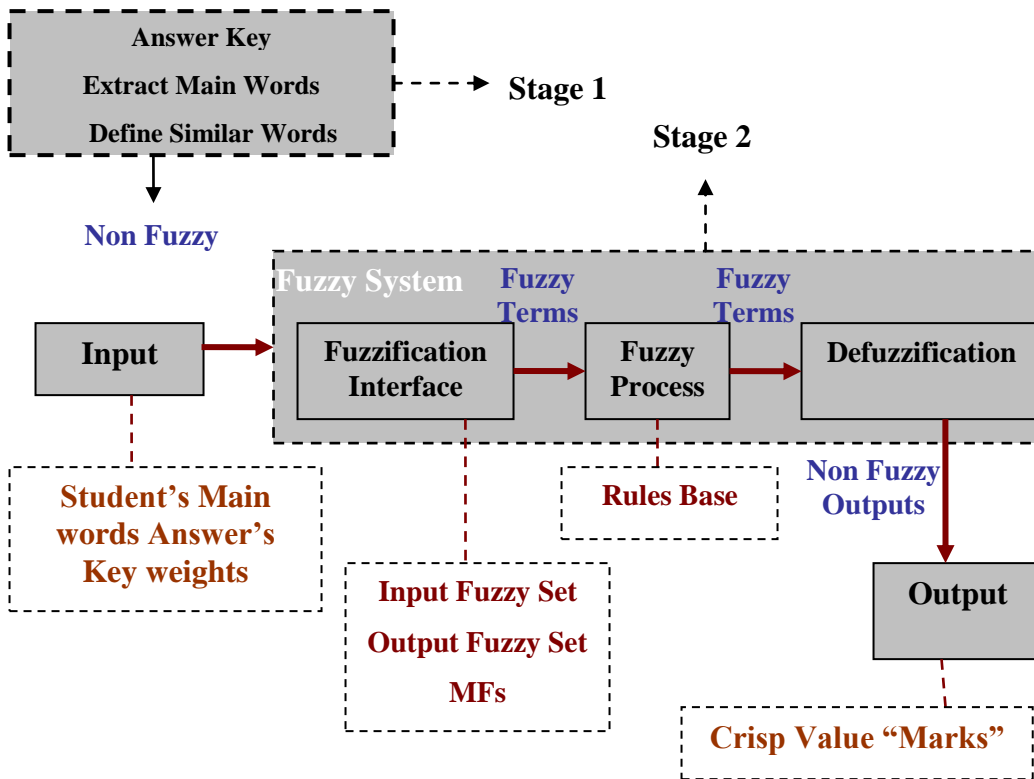 Answer Key
Extract Main Words
Define Similar Words
Stage 1
Stage 2
Non Fuzzy
Fuzzy System
Fuzzy
Terms
Fuzzy
Terms
Input
Fuzzification
Interface
Fuzzy
Process
Defuzzification
Student’s Main
words Answer’s
Key weights
Rules Base
Non Fuzzy
Outputs
Input Fuzzy Set
Output Fuzzy Set
MFs
Output
Crisp Value “Marks”